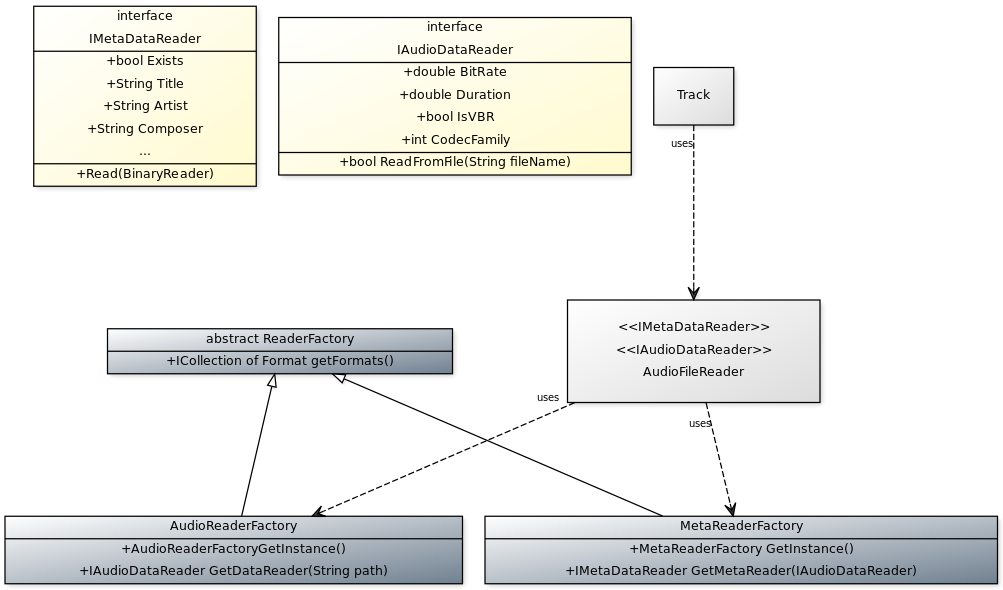 interface
IMetaDataReader
+bool Exists
+String Title
+String Artist
+String Composer
...
+Read(BinaryReader)
interface
IAudioDataReader
+double BitRate
+double Duration
+bool IsVBR
+int CodecFamily
+bool ReadFromFile(String fileName)
Track
uses
<<IMetaDataReader>>
<<IAudioDataReader>>
AudioFileReader
abstract ReaderFactory
+ICollection of Format getFormats()
uses
uses
AudioReaderFactory
+AudioReaderFactoryGetInstance()
+IAudioDataReader GetDataReader(String path)
MetaReaderFactory
+MetaReaderFactory GetInstance()
+IMetaDataReader GetMetaReader(IAudioDataReader)